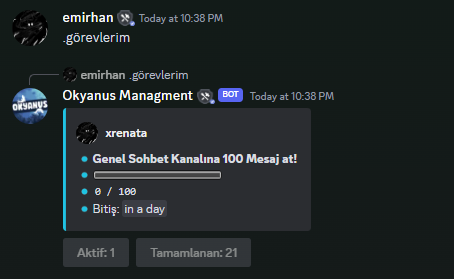 emirhan Today at 10:38 PM
.görevlerim
emirhan .görevlerim
OKYANUS
Okyanus Managment BOT Today at 10:38 PM
xrenata
Genel Sohbet Kanalına 100 Mesaj at!
0 / 100
Bitiş: in a day
Aktif: 1 Tamamlanan: 21